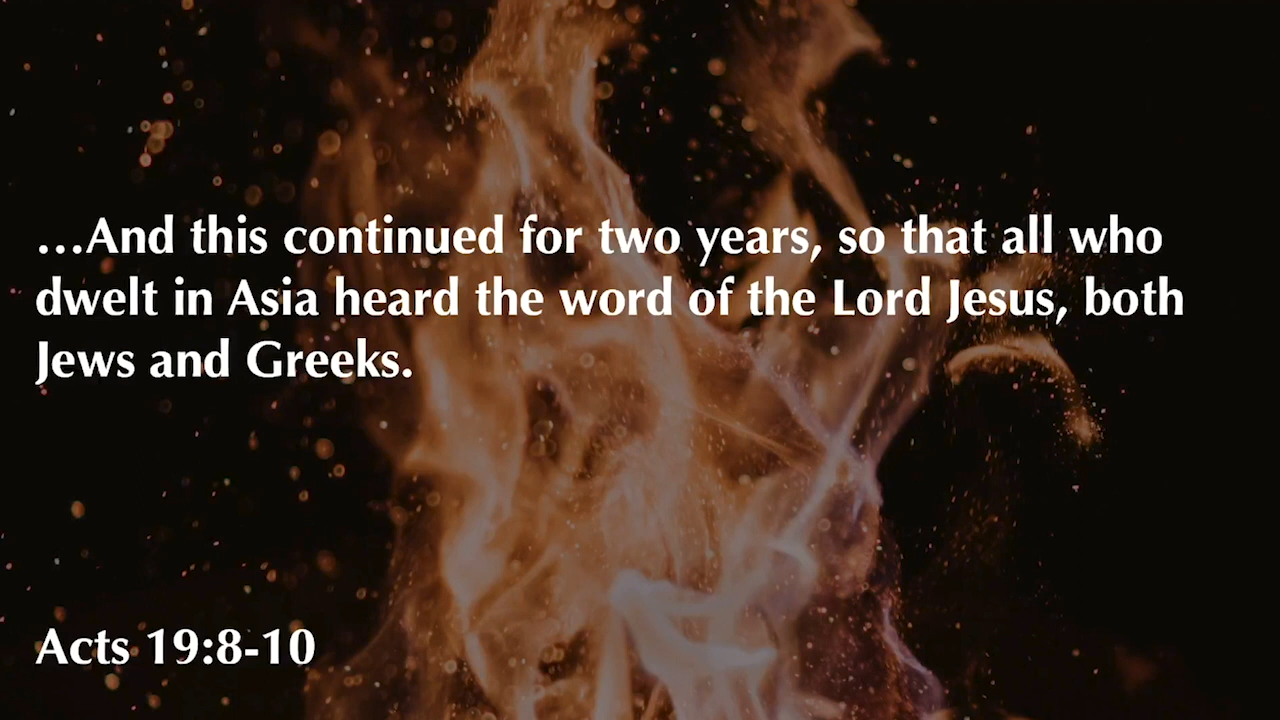 …And this continued for two years, so that all who
dwelt in Asia heard the word of the Lord Jesus, both
Jews and Greeks.
Acts 19:8-10